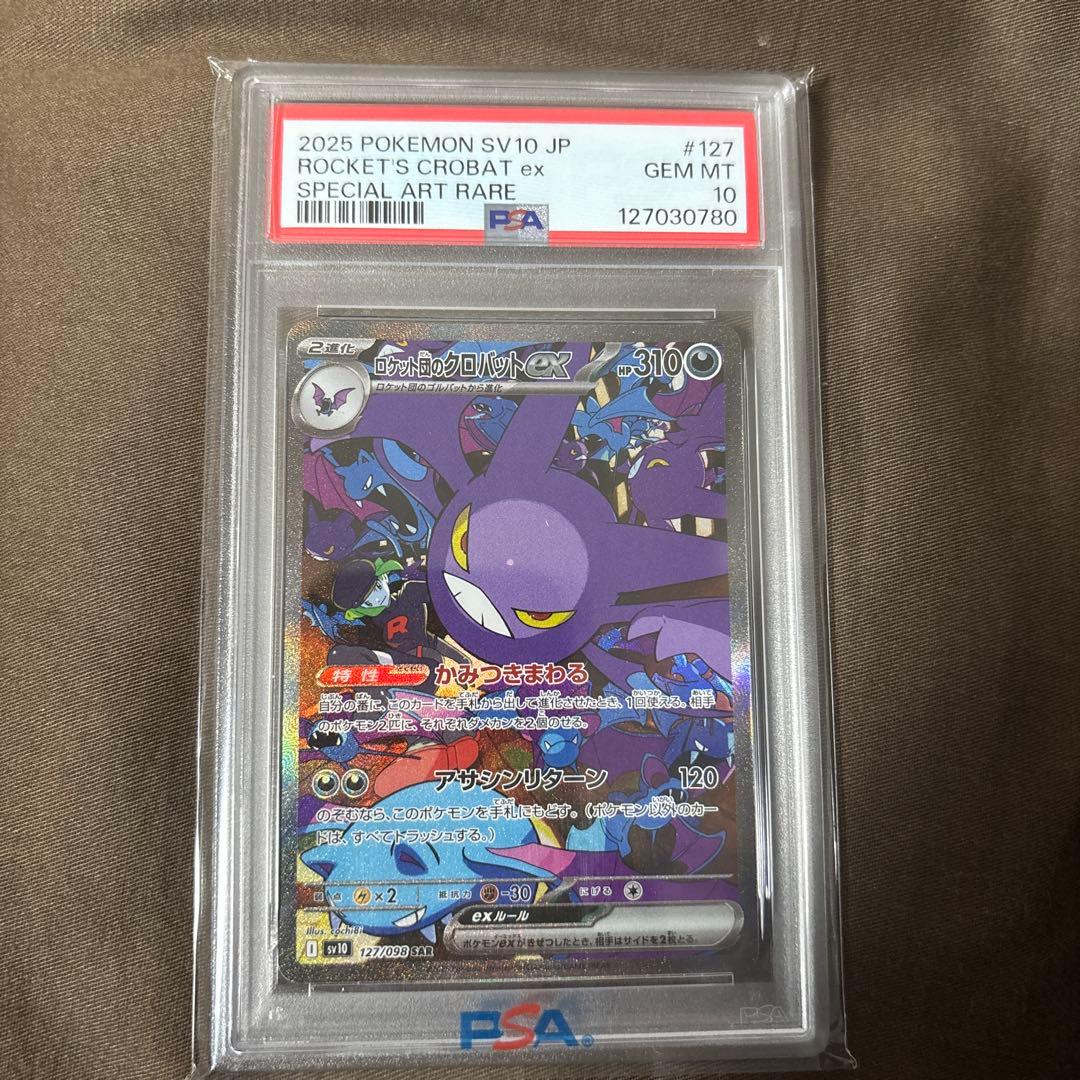 2025 POKEMON SV10 JP #127
ROCKET'S CROBAT ex GEM MT
SPECIAL ART RARE 10
PSA 127030780
2進化 ロケット団のクロバットex HP310
ロケット団のゴルバットから進化
R
特性 かみつきまわる
自分の番に、このカードを手札から出して進化させたとき、1回使える。相手
のポケモン2匹に、それぞれダメカンを2個のせる。
アサシンリターン 120
のぞむなら、このポケモンを手札にもどす。(ポケモン以外のカー
ドは、すべてトラッシュする。)
弱点 ×2 抵抗力 -30 にげる
exルール
ポケモンexがきぜつしたとき、相手はサイドを2枚とる。
Illus. cochi8i
I sv10 127/098 SAR
PSA
PSA®